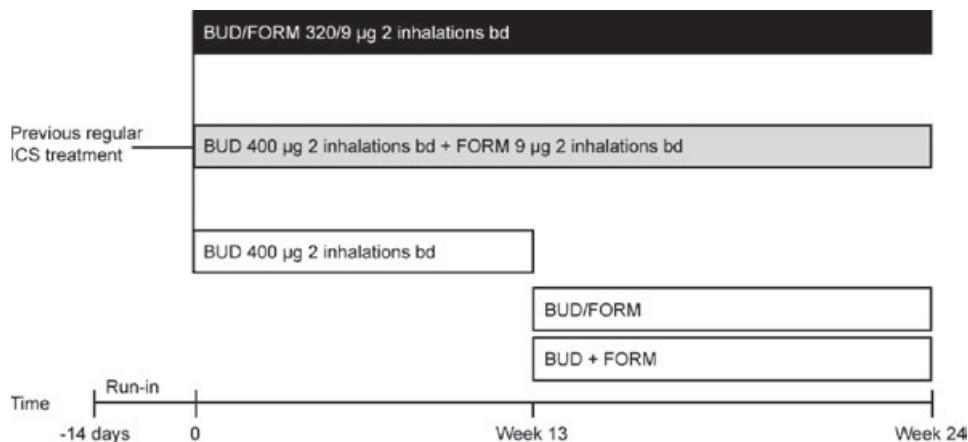 BUD/FORM 320/9 µg 2 inhalations bd
Previous regular
ICS treatment
BUD 400 µg 2 inhalations bd + FORM 9 µg 2 inhalations bd
BUD 400 µg 2 inhalations bd
BUD/FORM
BUD + FORM
Run-in
Time
-14 days
0
Week 13
Week 24